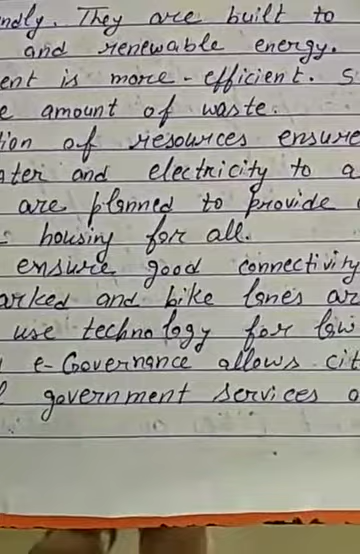 ndly. They are built to
and renewable energy.
ent is more-efficient. S
e amount of waste.
tion of resources ensure
ater and electricity to a
are planned to provide
housing for all.
ensure good connectivity
arked and bike lanes ar
use technology for law
e-Governance allows cit
government services o